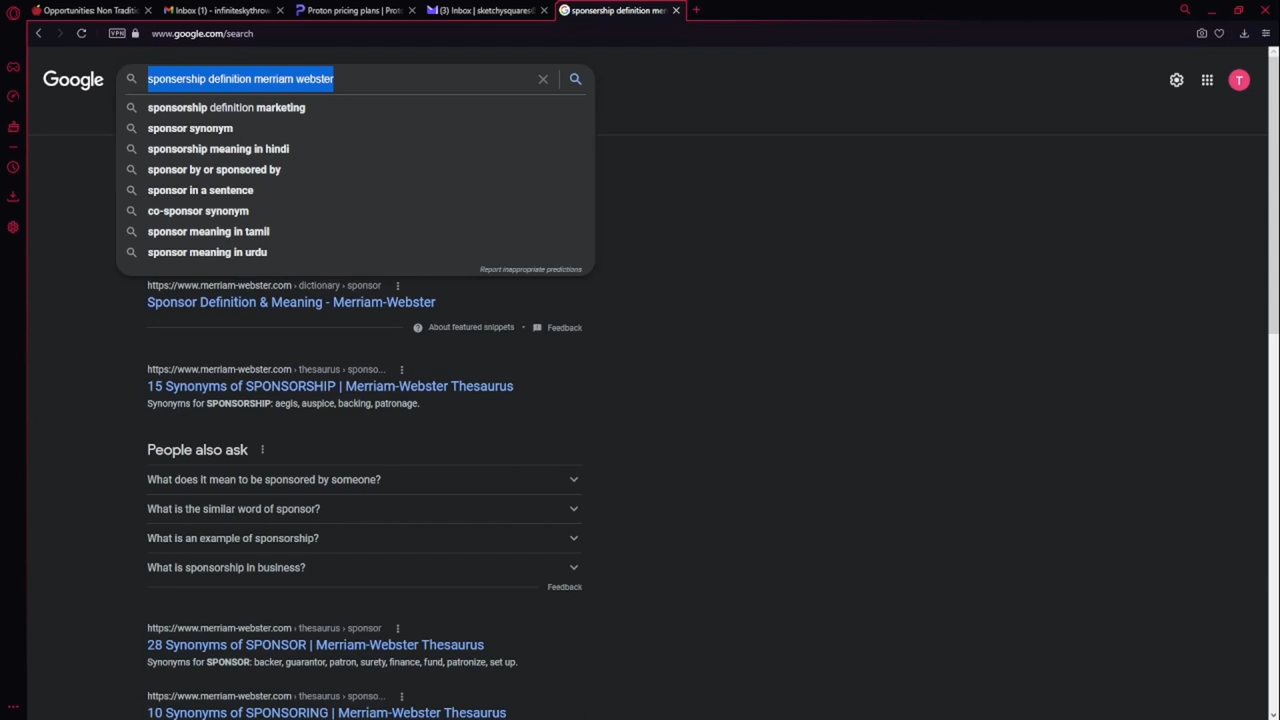 Opportunities: Non Traditi
Inbox (1) - infiniteskythrow
Proton pricing plans | Proto
(3) Inbox | sketchysquares@
sponsership definition mer
VPN
www.google.com/search
Google
sponsership definition merriam webster
T
sponsorship definition marketing
sponsor synonym
sponsorship meaning in hindi
sponsor by or sponsored by
sponsor in a sentence
co-sponsor synonym
sponsor meaning in tamil
sponsor meaning in urdu
Report inappropriate predictions
https://www.merriam-webster.com › dictionary › sponsor
Sponsor Definition & Meaning - Merriam-Webster
About featured snippets • Feedback
https://www.merriam-webster.com › thesaurus › sponso...
15 Synonyms of SPONSORSHIP | Merriam-Webster Thesaurus
Synonyms for SPONSORSHIP: aegis, auspice, backing, patronage.
People also ask
What does it mean to be sponsored by someone?
What is the similar word of sponsor?
What is an example of sponsorship?
What is sponsorship in business?
Feedback
https://www.merriam-webster.com › thesaurus › sponsor
28 Synonyms of SPONSOR | Merriam-Webster Thesaurus
Synonyms for SPONSOR: backer, guarantor, patron, surety, finance, fund, patronize, set up.
https://www.merriam-webster.com › thesaurus › sponso...
10 Synonyms of SPONSORING | Merriam-Webster Thesaurus